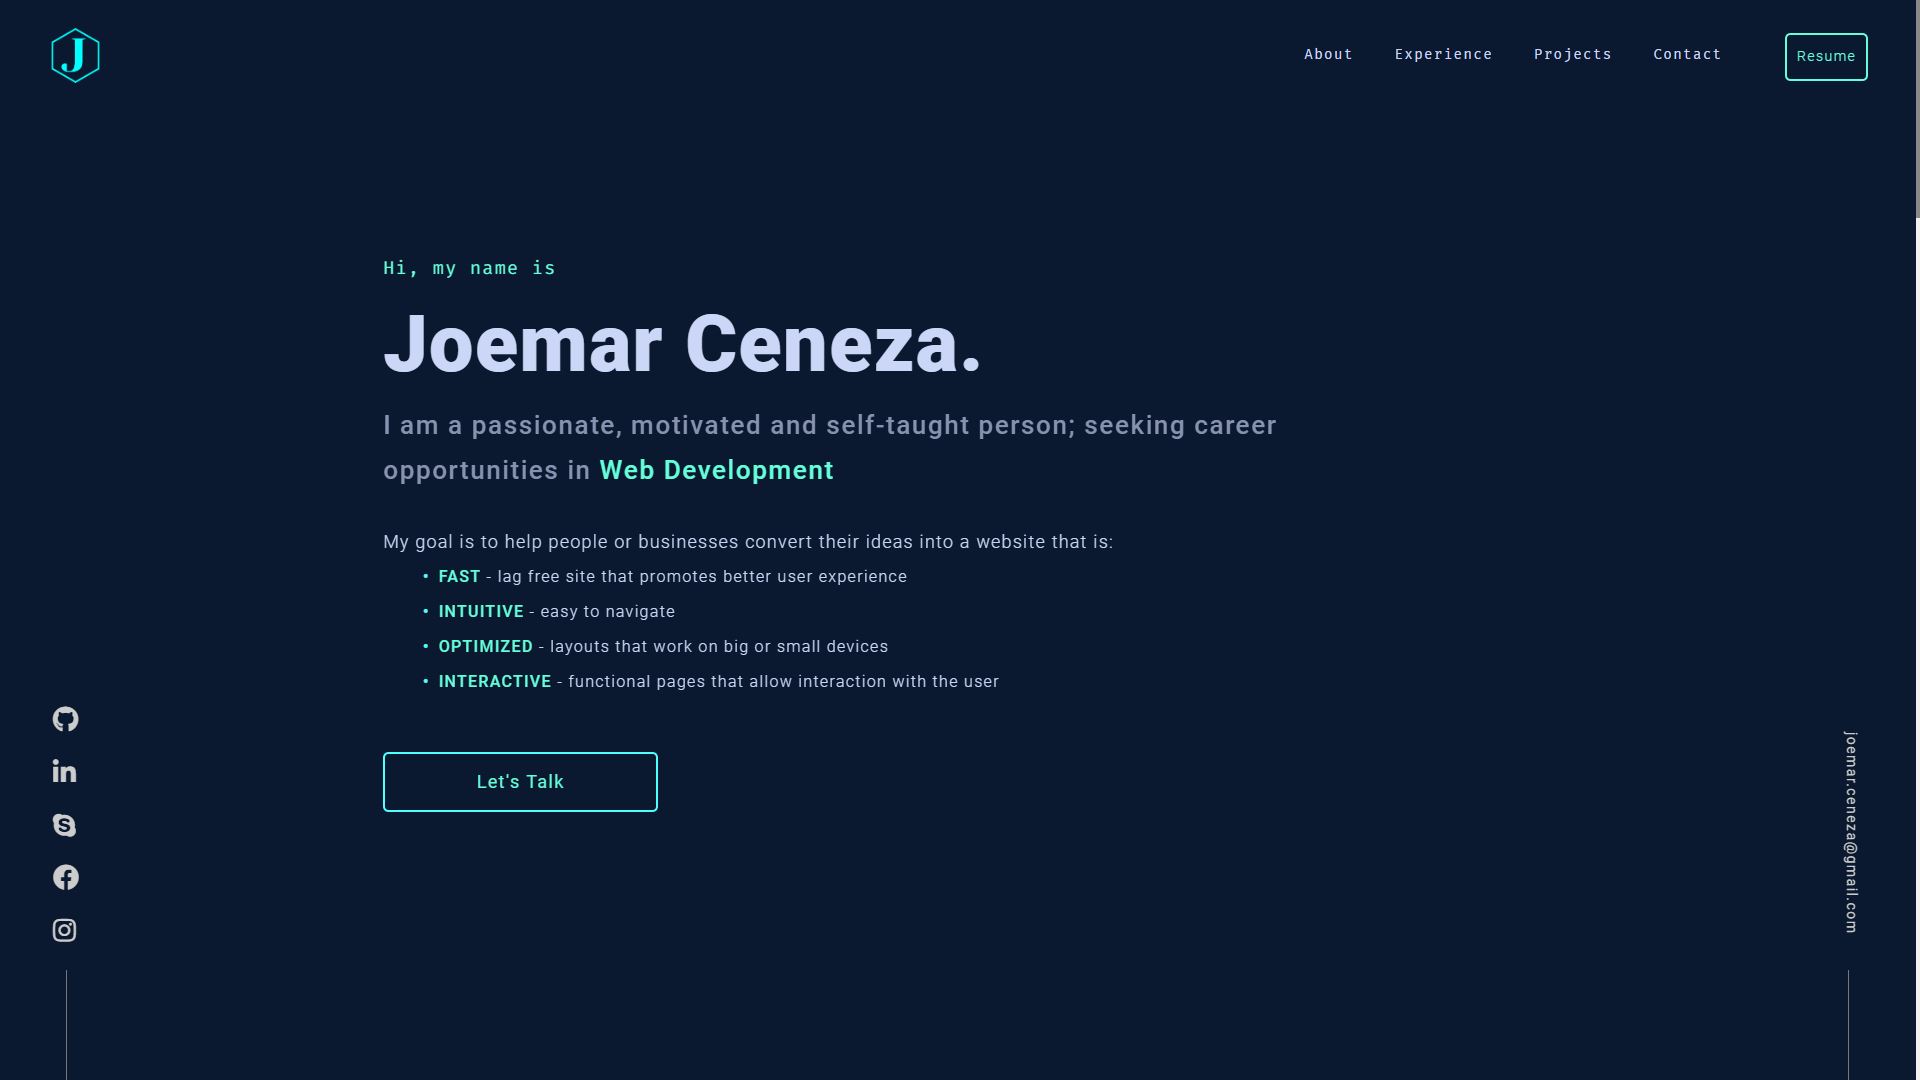 J
About Experience Projects Contact Resume
Hi, my name is
Joemar Ceneza.
I am a passionate, motivated and self-taught person; seeking career
opportunities in Web Development
My goal is to help people or businesses convert their ideas into a website that is:
• FAST - lag free site that promotes better user experience
• INTUITIVE - easy to navigate
• OPTIMIZED - layouts that work on big or small devices
• INTERACTIVE - functional pages that allow interaction with the user
Let's Talk
joemar.ceneza@gmail.com